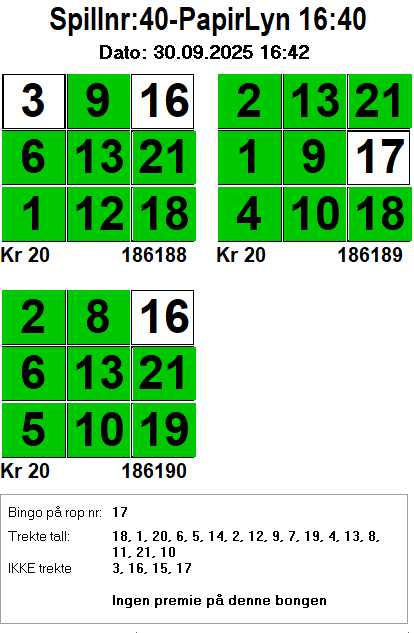 Spillnr:40-PapirLyn 16:40
Dato: 30.09.2025 16:42
3 9 16
6 13 21
1 12 18
Kr 20 186188
2 13 21
1 9 17
4 10 18
Kr 20 186189
2 8 16
6 13 21
5 10 19
Kr 20 186190
Bingo på rop nr: 17
Trekte tall: 18, 1, 20, 6, 5, 14, 2, 12, 9, 7, 19, 4, 13, 8,
11, 21, 10
IKKE trekte 3, 16, 15, 17
Ingen premie på denne bongen